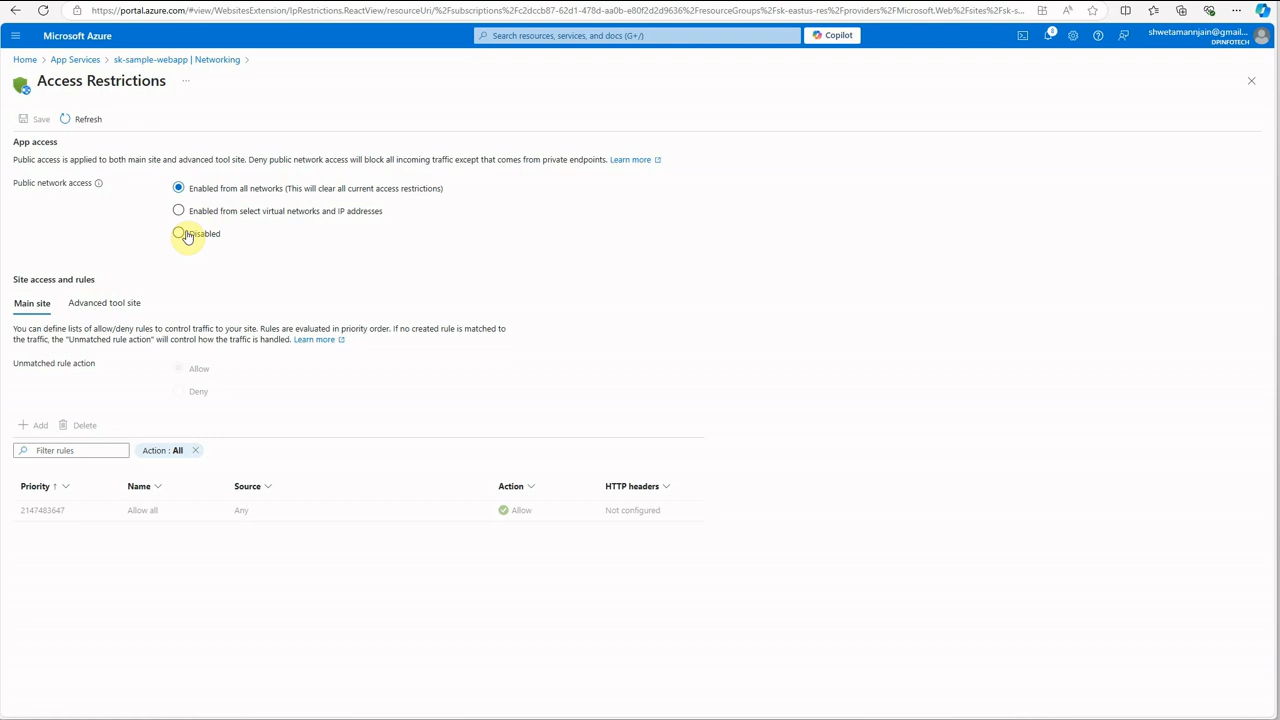 https://portal.azure.com/#view/WebsitesExtension/IpRestrictions.ReactView/resourceUri/%2Fsubscriptions%2Fc2dccb87-62d1-478d-aa0b-e80f2d2d9636%2FresourceGroups%2Fsk-eastus-res%2Fproviders%2FMicrosoft.Web%2Fsites%2Fsk-s...
Microsoft Azure
Search resources, services, and docs (G+/)
Copilot
8
shwetamannjain@gmail....
DPINFOTECH
Home > App Services > sk-sample-webapp | Networking >
Access Restrictions ...
Save Refresh
App access
Public access is applied to both main site and advanced tool site. Deny public network access will block all incoming traffic except that comes from private endpoints. Learn more
Public network access
Enabled from all networks (This will clear all current access restrictions)
Enabled from select virtual networks and IP addresses
Disabled
Site access and rules
Main site Advanced tool site
You can define lists of allow/deny rules to control traffic to your site. Rules are evaluated in priority order. If no created rule is matched to
the traffic, the "Unmatched rule action" will control how the traffic is handled. Learn more
Unmatched rule action
Allow
Deny
Add Delete
Filter rules Action : All
Priority ↑ Name Source Action HTTP headers
2147483647 Allow all Any Allow Not configured